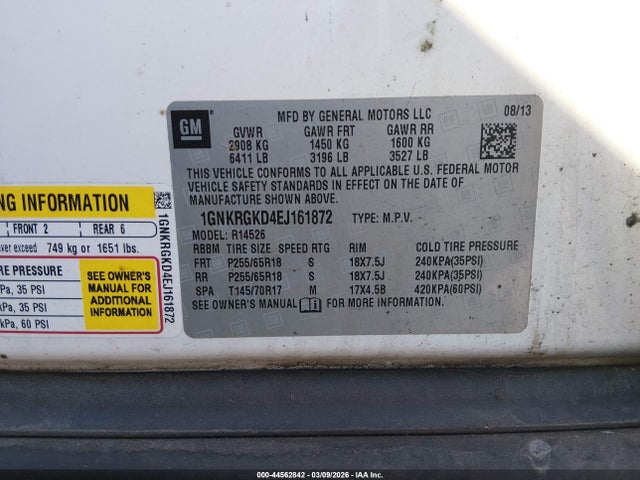 GM
MFD BY GENERAL MOTORS LLC 08/13
GVWR GAWR FRT GAWR RR
2908 KG 1450 KG 1600 KG
6411 LB 3196 LB 3527 LB
THIS VEHICLE CONFORMS TO ALL APPLICABLE U.S. FEDERAL MOTOR
VEHICLE SAFETY STANDARDS IN EFFECT ON THE DATE OF
MANUFACTURE SHOWN ABOVE.
1GNKRGKD4EJ161872 TYPE: M.P.V.
MODEL: R14526
RBBM TIRE SIZE SPEED RTG RIM COLD TIRE PRESSURE
FRT P255/65R18 S 18X7.5J 240KPA(35PSI)
RR P255/65R18 S 18X7.5J 240KPA(35PSI)
SPA T145/70R17 M 17X4.5B 420KPA(60PSI)
SEE OWNER'S MANUAL FOR MORE INFORMATION
NG INFORMATION
FRONT 2 REAR 6
ver exceed 749 kg or 1651 lbs.
E PRESSURE
kPa, 35 PSI
kPa, 35 PSI
kPa, 60 PSI
SEE OWNER'S
MANUAL FOR
ADDITIONAL
INFORMATION
1GNKRGKD4EJ161872
000-44562842 | 03/09/2026 | IAA Inc.